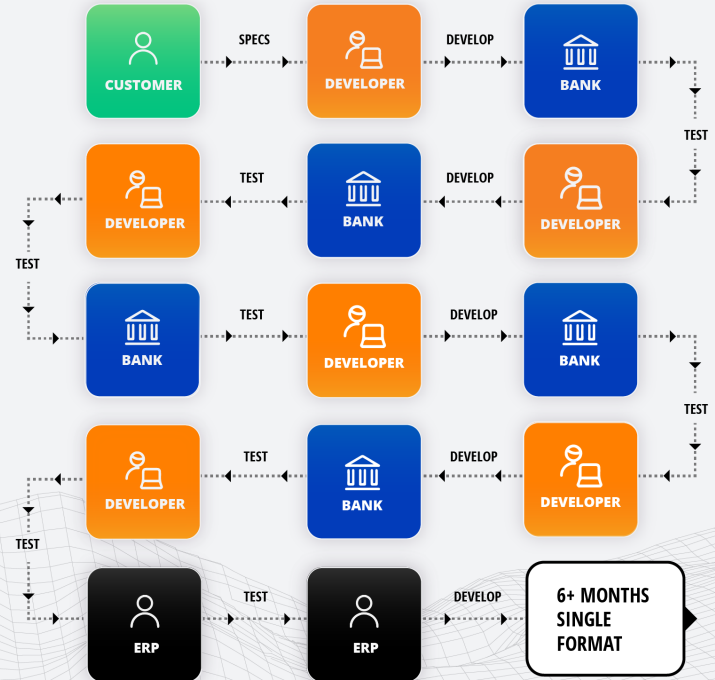 SPECS
DEVELOP
CUSTOMER
DEVELOPER
BANK
TEST
TEST
DEVELOP
DEVELOPER
BANK
DEVELOPER
TEST
TEST
DEVELOP
BANK
DEVELOPER
BANK
TEST
TEST
DEVELOP
DEVELOPER
BANK
DEVELOPER
TEST
TEST
DEVELOP
ERP
ERP
6+ MONTHS
SINGLE
FORMAT